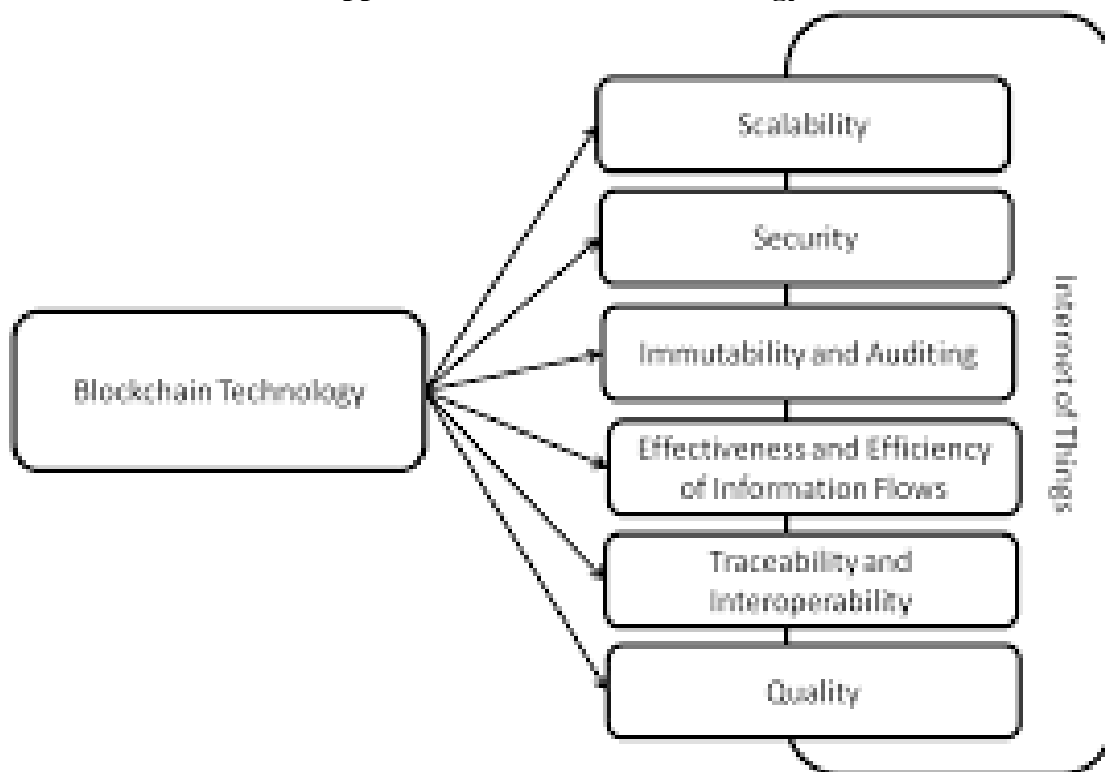 Scalability
Security
Immutability and Auditing
Blockchain Technology
Effectiveness and Efficiency
of Information Flows
Traceability and
Interoperability
Quality
Internet of Things